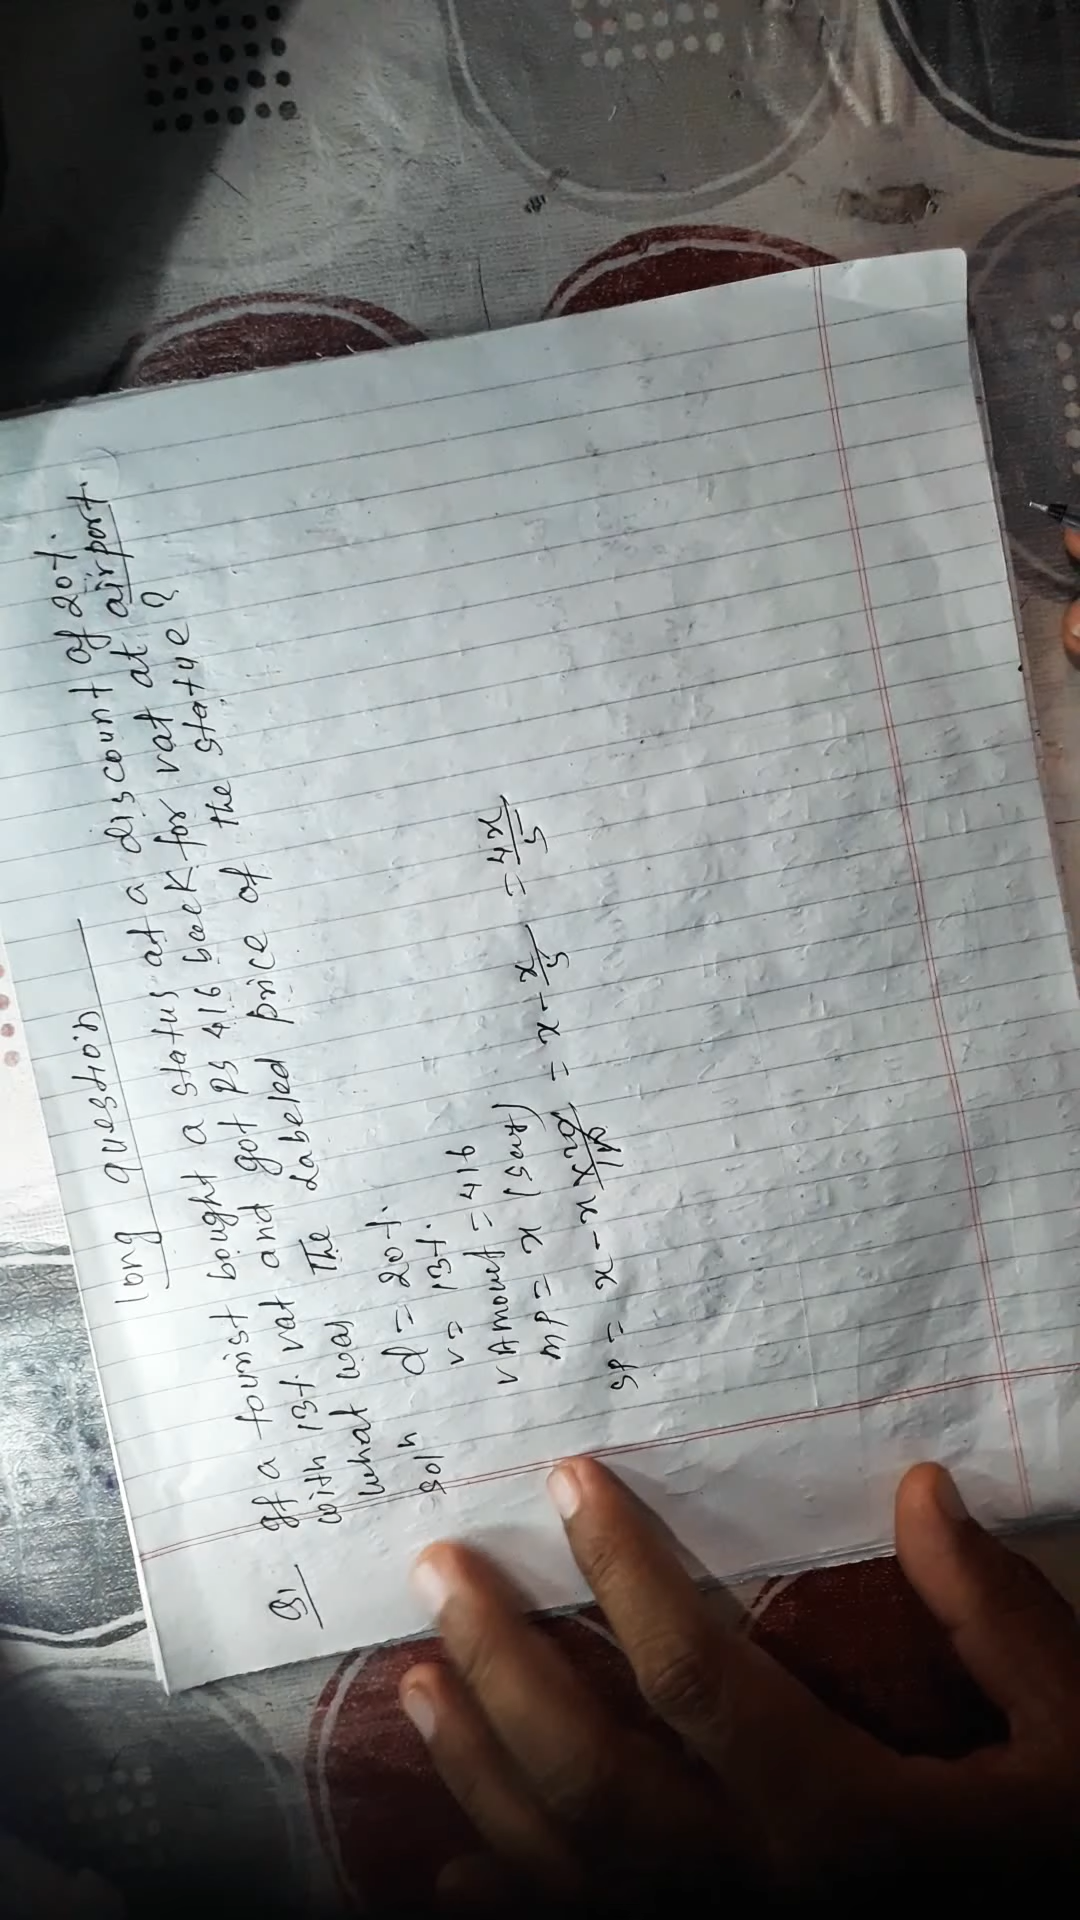 long question
Q1 If a tourist bought a status at a discount of 20%.
with 13% vat and got RS 416 back for vat at airport.
What was The Labeled price of the statue?
soln d = 20%.
v = 13%.
v Amount = 416
mp = x (say)
sp = x - x × 20/100 = x - x/5 = 4x/5